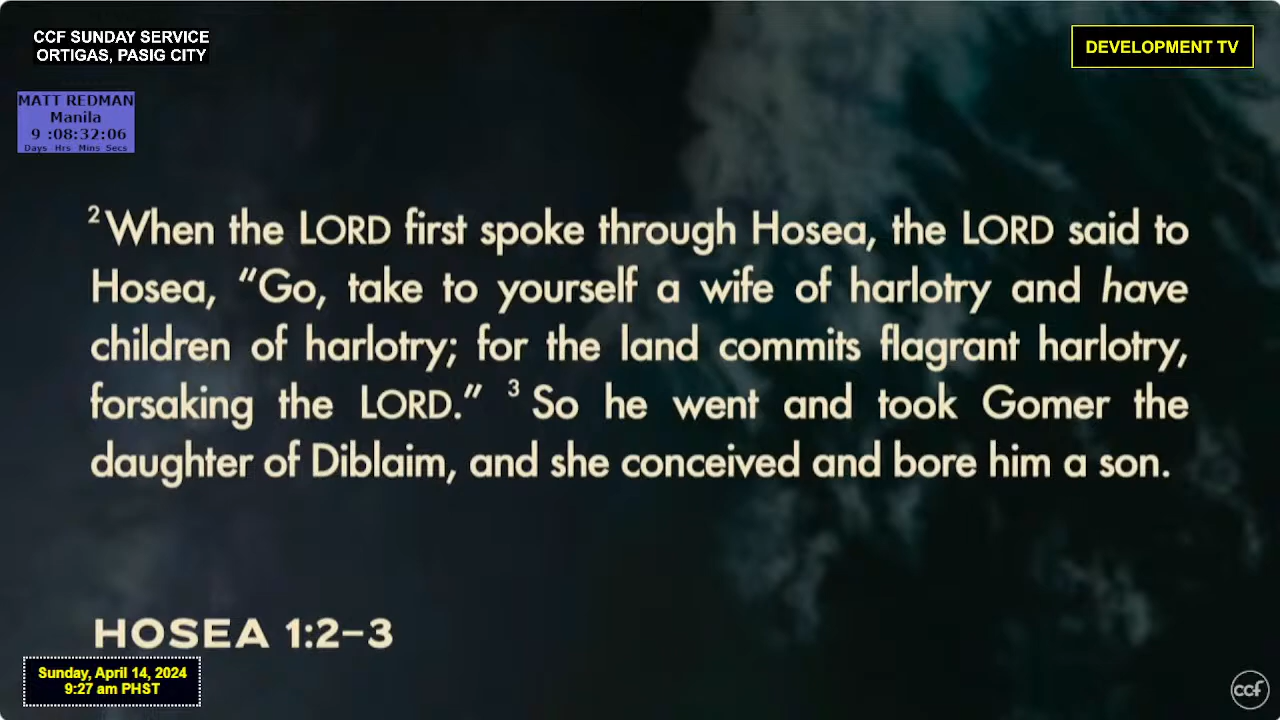 CCF SUNDAY SERVICE
ORTIGAS, PASIG CITY
DEVELOPMENT TV
MATT REDMAN
Manila
9 :08:32:06
Days Hrs Mins Secs
2 When the LORD first spoke through Hosea, the LORD said to
Hosea, “Go, take to yourself a wife of harlotry and have
children of harlotry; for the land commits flagrant harlotry,
forsaking the LORD.” 3 So he went and took Gomer the
daughter of Diblaim, and she conceived and bore him a son.
HOSEA 1:2–3
Sunday, April 14, 2024
9:27 am PHST
ccf